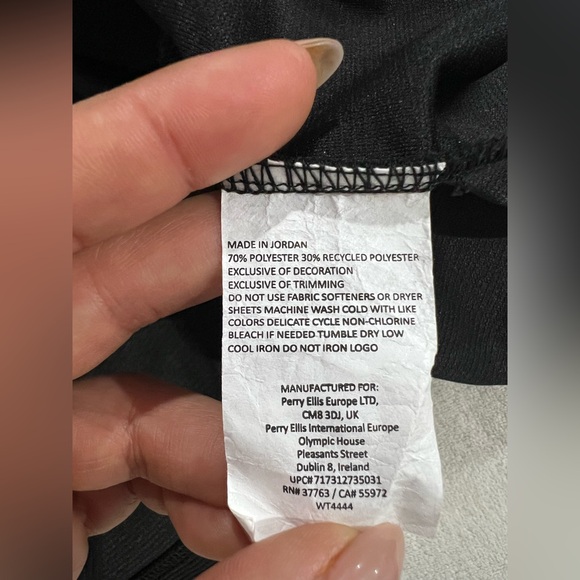 MADE IN JORDAN
70% POLYESTER 30% RECYCLED POLYESTER
EXCLUSIVE OF DECORATION
EXCLUSIVE OF TRIMMING
DO NOT USE FABRIC SOFTENERS OR DRYER
SHEETS MACHINE WASH COLD WITH LIKE
COLORS DELICATE CYCLE NON-CHLORINE
BLEACH IF NEEDED TUMBLE DRY LOW
COOL IRON DO NOT IRON LOGO
MANUFACTURED FOR:
Perry Ellis Europe LTD,
CM8 3DJ, UK
Perry Ellis International Europe
Olympic House
Pleasants Street
Dublin 8, Ireland
UPC# 717312735031
RN# 37763 / CA# 55972
WT4444